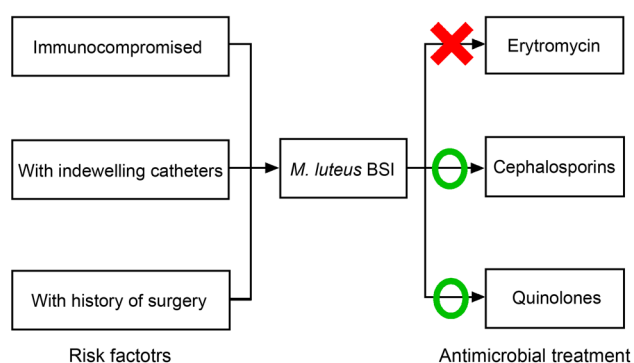 Immunocompromised
With indewelling catheters
With history of surgery
M. luteus BSI
Erytromycin
Cephalosporins
Quinolones
Risk factotrs
Antimicrobial treatment